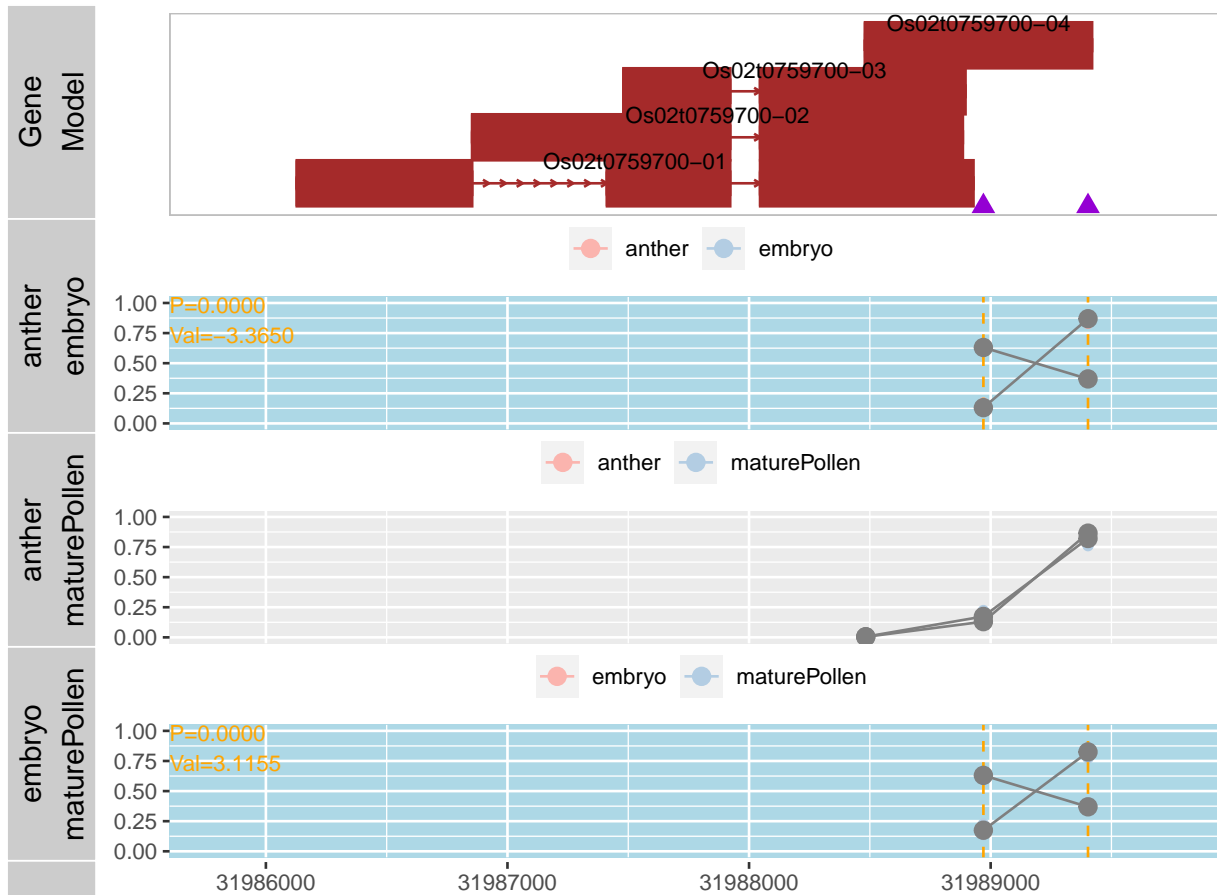 Gene
Model
Os02t0759700−04
Os02t0759700−03
Os02t0759700−02
Os02t0759700−01
anther embryo
anther
embryo
1.00
0.75
0.50
0.25
0.00
P=0.0000
Val=−3.3650
anther maturePollen
anther
maturePollen
1.00
0.75
0.50
0.25
0.00
embryo maturePollen
embryo
maturePollen
1.00
0.75
0.50
0.25
0.00
P=0.0000
Val=3.1155
31986000 31987000 31988000 31989000